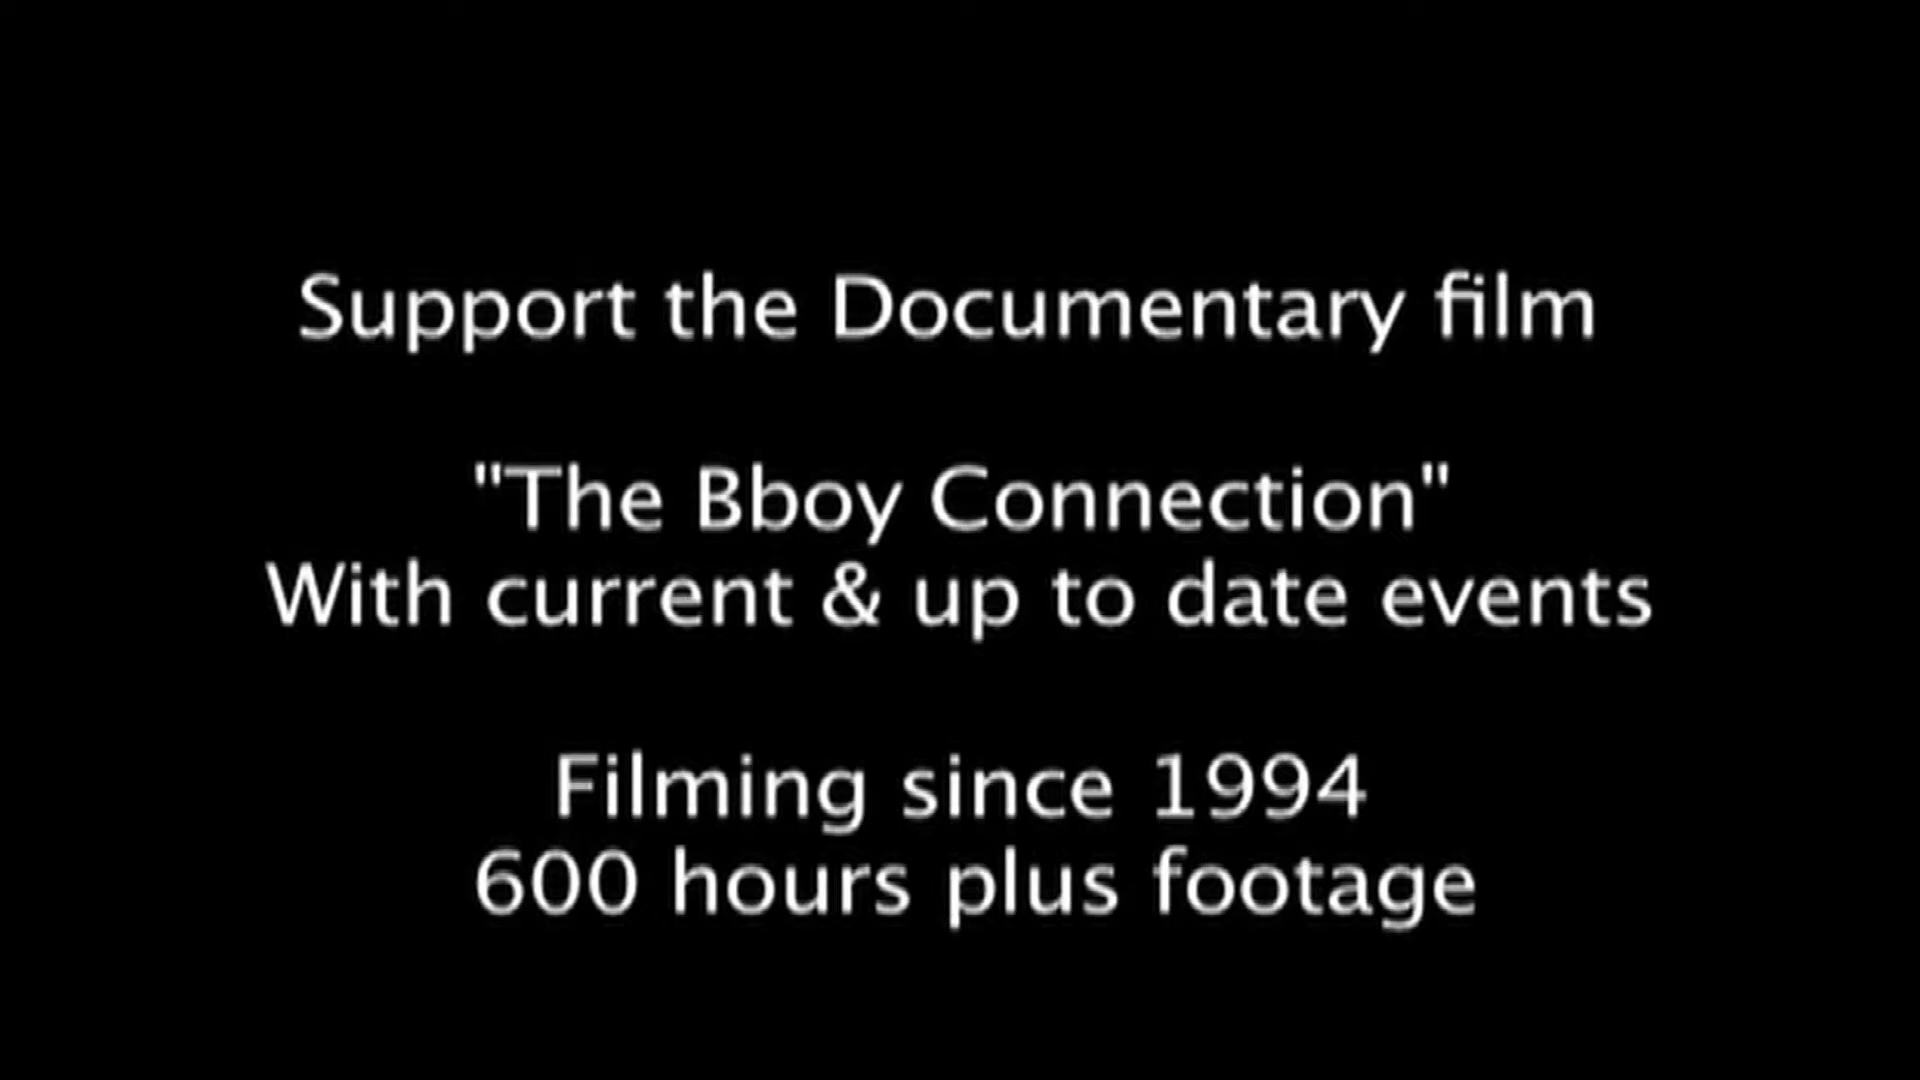 Support the Documentary film
"The Bboy Connection"
With current & up to date events
Filming since 1994
600 hours plus footage